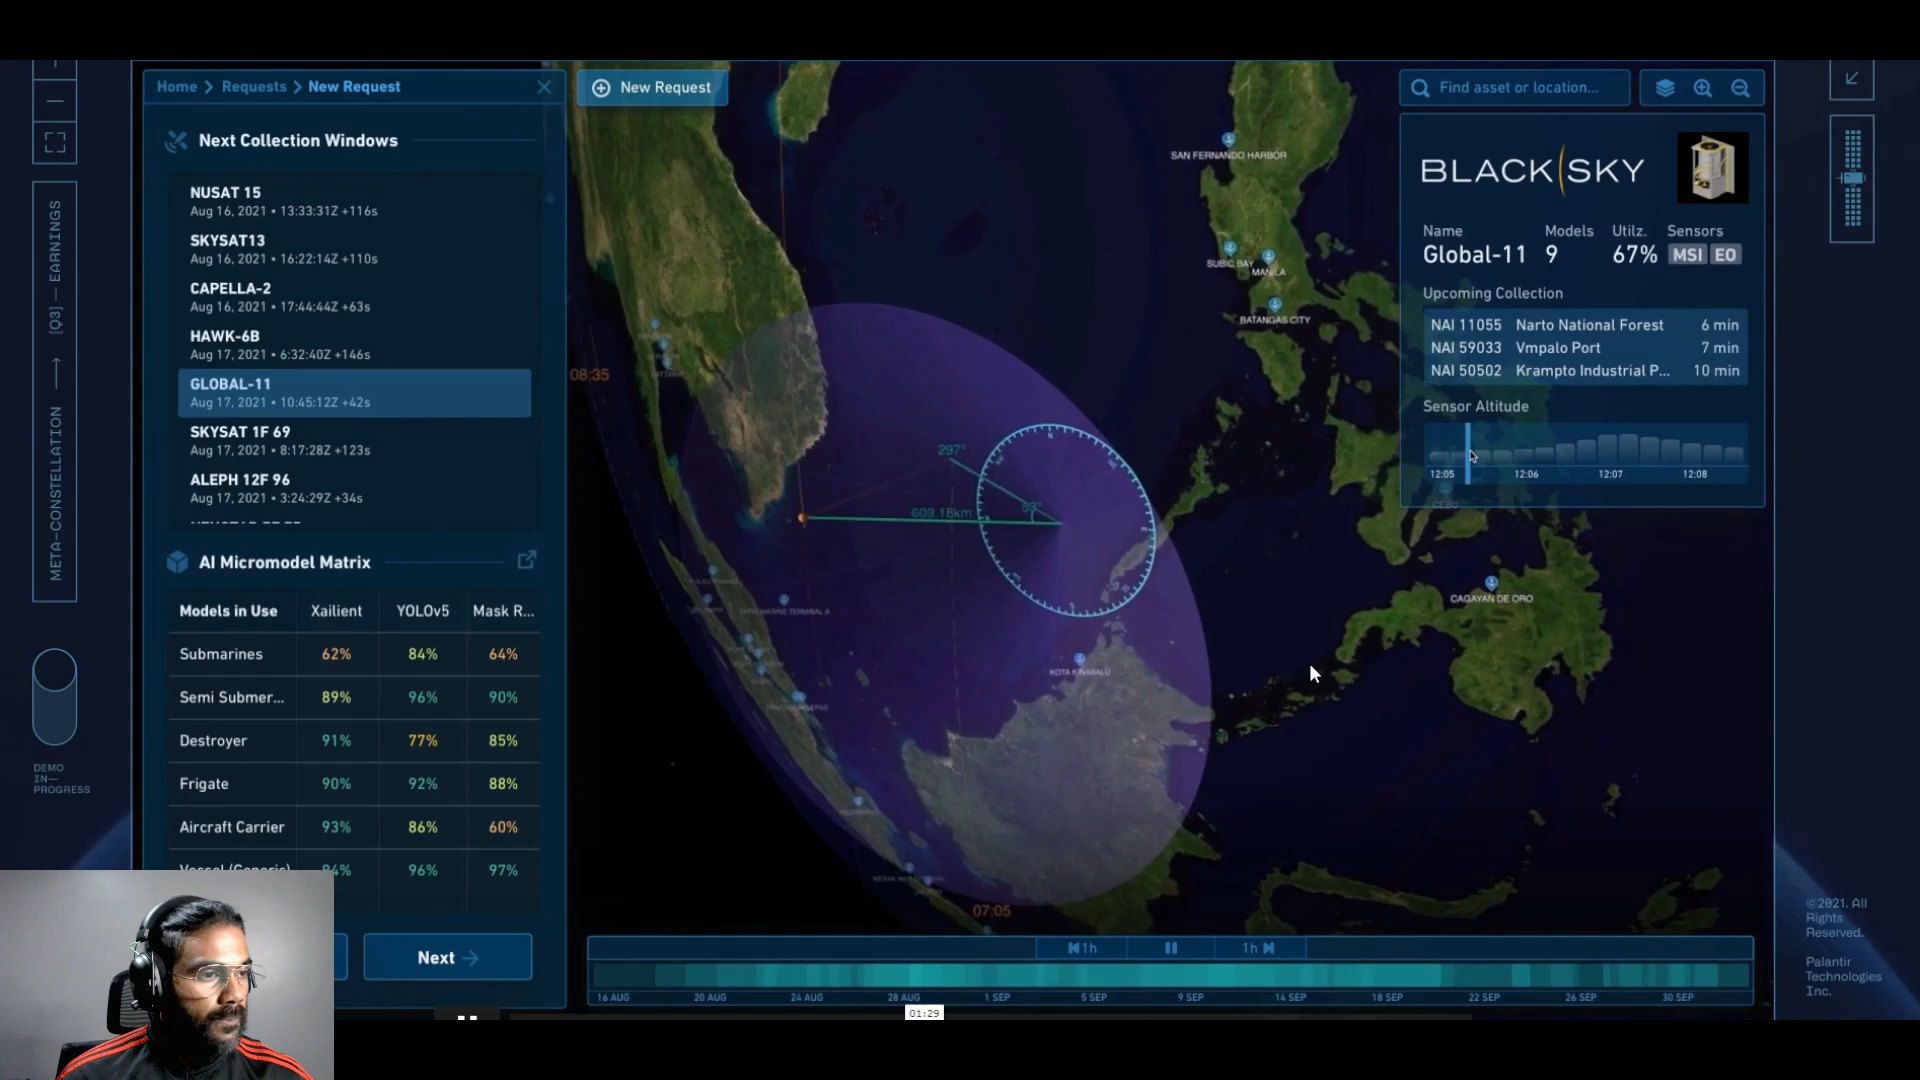 Home > Requests > New Request
Next Collection Windows
NUSAT 15
Aug 16, 2021 • 13:33:31Z +116s
SKYSAT13
Aug 16, 2021 • 16:22:14Z +110s
CAPELLA-2
Aug 16, 2021 • 17:44:44Z +63s
HAWK-6B
Aug 17, 2021 • 6:32:40Z +146s
GLOBAL-11
Aug 17, 2021 • 10:45:12Z +42s
SKYSAT 1F 69
Aug 17, 2021 • 8:17:28Z +123s
ALEPH 12F 96
Aug 17, 2021 • 3:24:29Z +34s
AI Micromodel Matrix
Models in Use Xailient YOLOv5 Mask R...
Submarines 62% 84% 64%
Semi Submer... 89% 96% 90%
Destroyer 91% 77% 85%
Frigate 90% 92% 88%
Aircraft Carrier 93% 86% 60%
Vessel (Generic) 94% 96% 97%
Next
META-CONSTELLATION → [Q3] — EARNINGS
DEMO
IN—
PROGRESS
New Request
Find asset or location...
BLACKSKY
Name Models Utilz. Sensors
Global-11 9 67% MSI EO
Upcoming Collection
NAI 11055 Narto National Forest 6 min
NAI 59033 Vmpalo Port 7 min
NAI 50502 Krampto Industrial P... 10 min
Sensor Altitude
12:05 12:06 12:07 12:08
CEBU
SAN FERNANDO HARBOR
SUBIC BAY
MANILA
BATANGAS CITY
08:35
297°
609.18km
53°
CAGAYAN DE ORO
KOTA KINABALU
07:05
1h 1h
16 AUG 20 AUG 24 AUG 28 AUG 1 SEP 5 SEP 9 SEP 14 SEP 18 SEP 22 SEP 26 SEP 30 SEP
01:29
©2021. All
Rights
Reserved.
Palantir
Technologies
Inc.